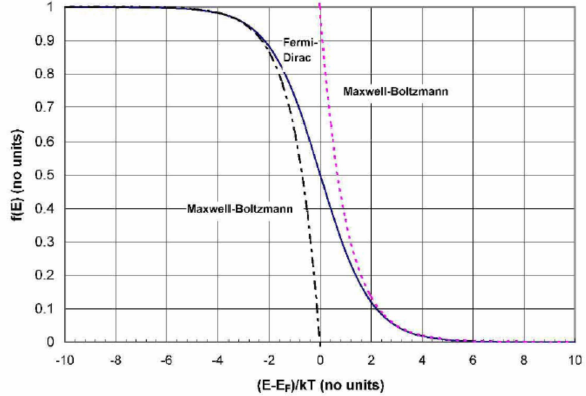 1
0.9
0.8
0.7
0.6
0.5
0.4
0.3
0.2
0.1
0
f(E) (no units)
Fermi-
Dirac
Maxwell-Boltzmann
Maxwell-Boltzmann
-10 -8 -6 -4 -2 0 2 4 6 8 10
(E-EF)/kT (no units)